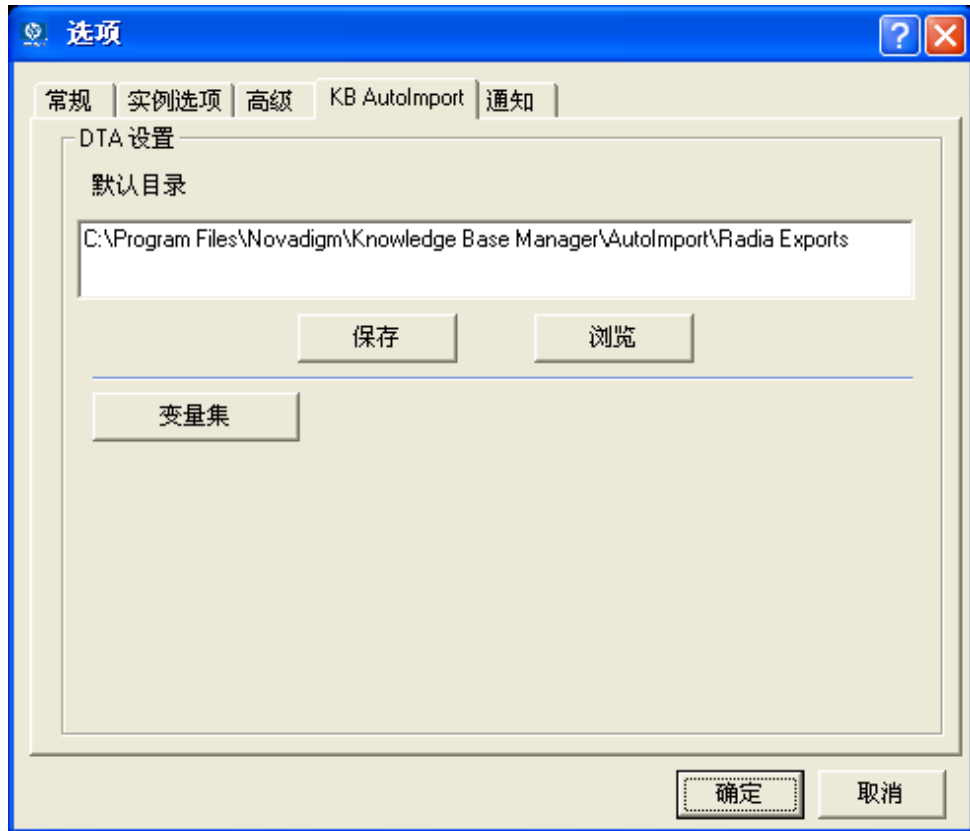 选项
常规 实例选项 高级 KB AutoImport 通知
DTA 设置
默认目录
C:\Program Files\Novadigm\Knowledge Base Manager\AutoImport\Radia Exports
保存 浏览
变量集
确定 取消